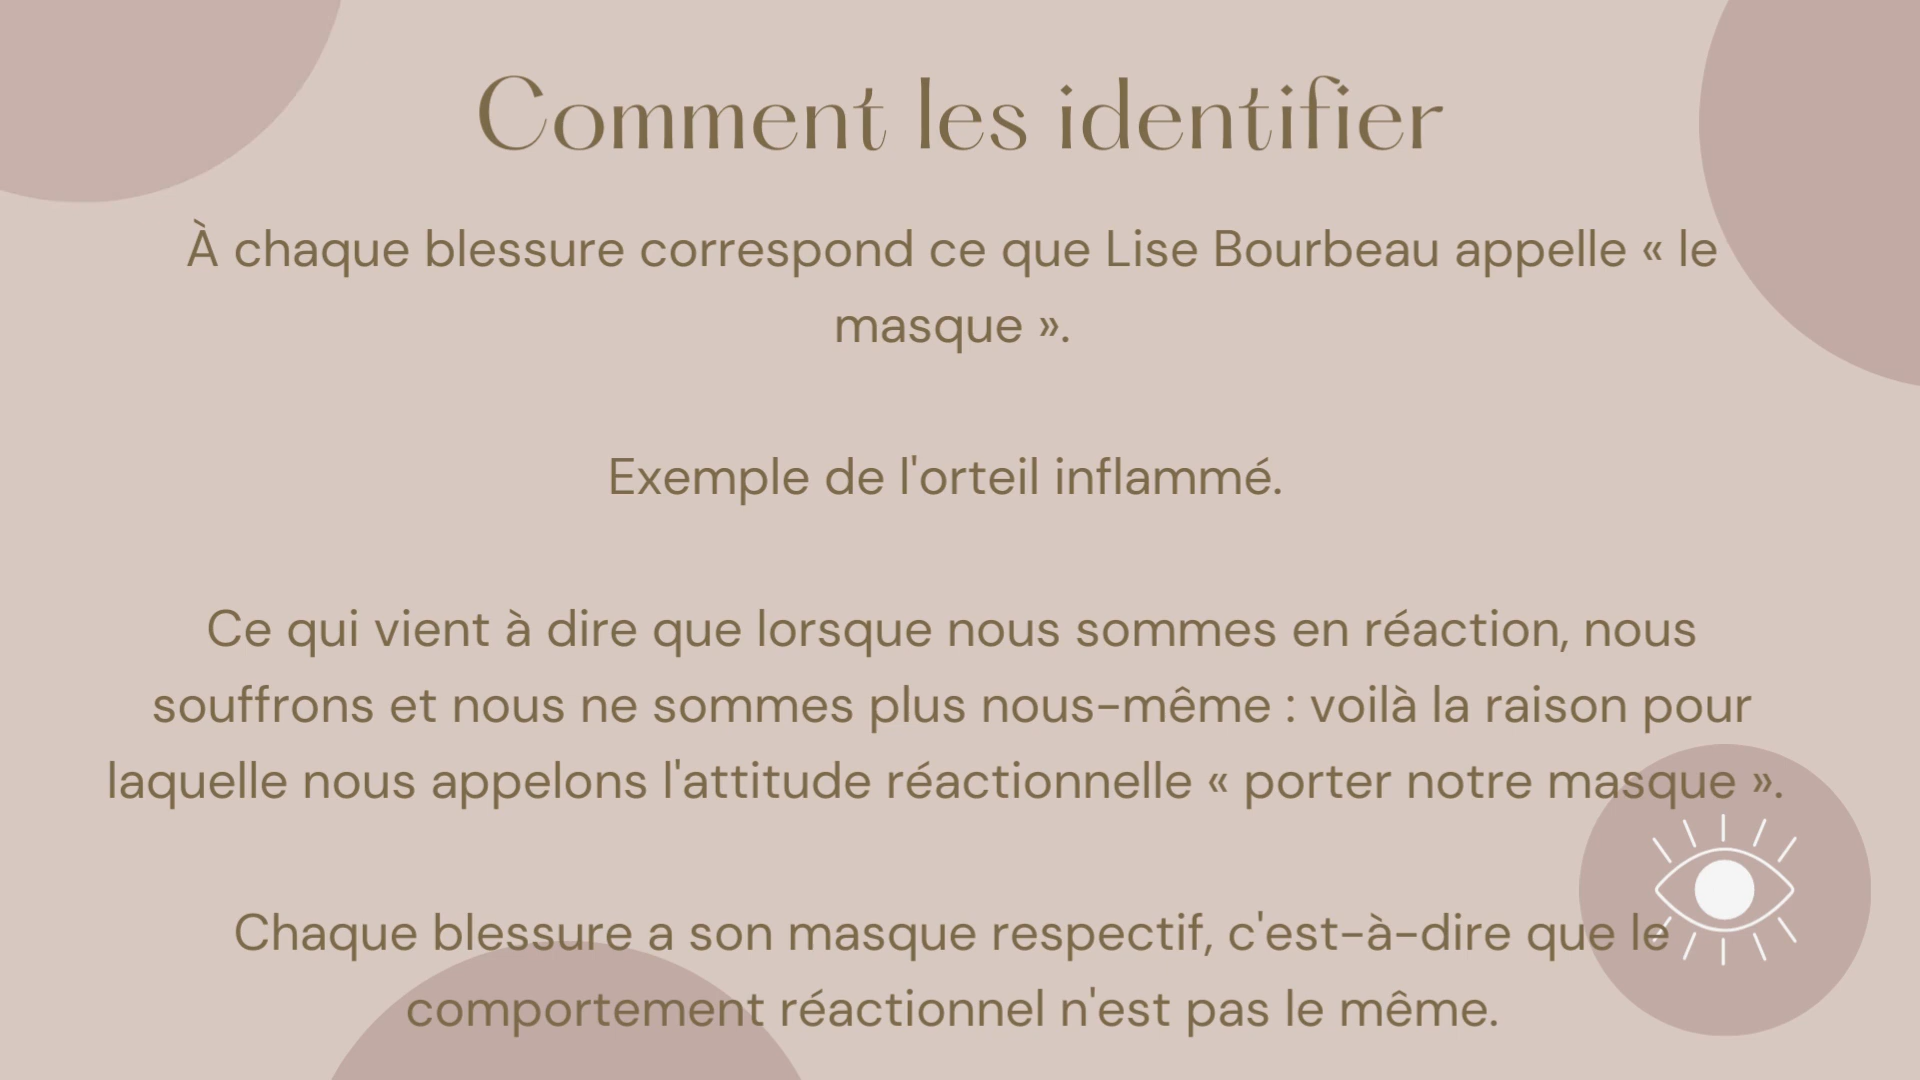 Comment les identifier
À chaque blessure correspond ce que Lise Bourbeau appelle « le
masque ».
Exemple de l'orteil inflammé.
Ce qui vient à dire que lorsque nous sommes en réaction, nous
souffrons et nous ne sommes plus nous-même : voilà la raison pour
laquelle nous appelons l'attitude réactionnelle « porter notre masque ».
Chaque blessure a son masque respectif, c'est-à-dire que le
comportement réactionnel n'est pas le même.